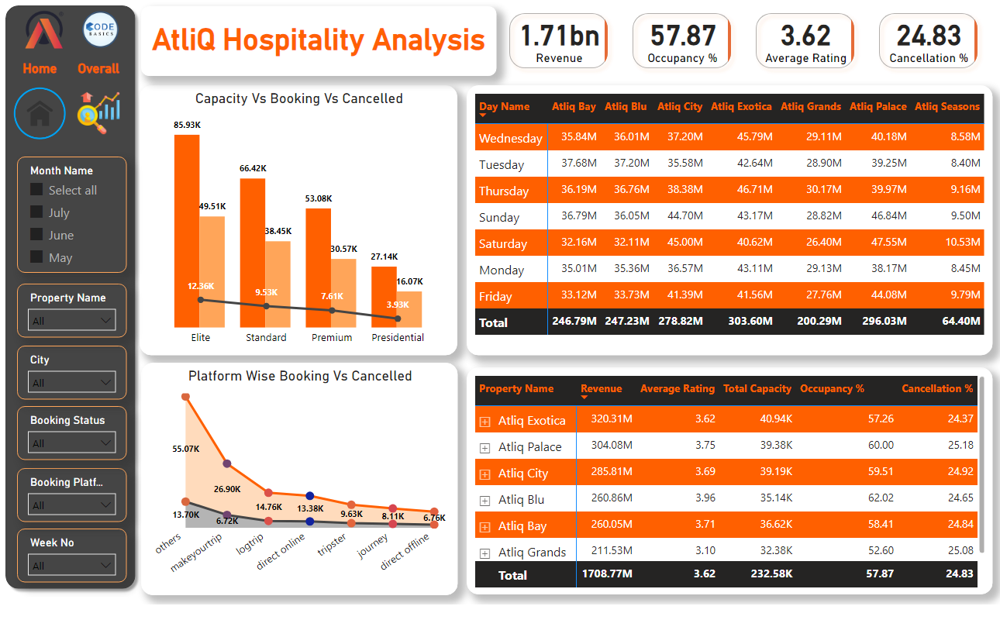 CODE
BASICS
Home Overall
AtliQ Hospitality Analysis
1.71bn
Revenue
57.87
Occupancy %
3.62
Average Rating
24.83
Cancellation %
Month Name
Select all
July
June
May
Property Name
All
City
All
Booking Status
All
Booking Platf...
All
Week No
All
Capacity Vs Booking Vs Cancelled
85.93K
66.42K
53.08K
27.14K
49.51K
38.45K
30.57K
16.07K
12.36K
9.53K
7.61K
3.93K
Elite Standard Premium Presidential
Platform Wise Booking Vs Cancelled
55.07K
26.90K
14.76K
13.38K
9.63K
8.11K
6.76K
13.70K
6.72K
others makeyourtrip logtrip direct online tripster journey direct offline
Day Name Atliq Bay Atliq Blu Atliq City Atliq Exotica Atliq Grands Atliq Palace Atliq Seasons
Wednesday 35.84M 36.01M 37.20M 45.79M 29.11M 40.18M 8.58M
Tuesday 37.68M 37.20M 35.58M 42.64M 28.90M 39.25M 8.40M
Thursday 36.19M 36.76M 38.38M 46.71M 30.17M 39.97M 9.16M
Sunday 36.79M 36.05M 44.70M 43.17M 28.82M 46.84M 9.50M
Saturday 32.16M 32.11M 45.00M 40.62M 26.40M 47.55M 10.53M
Monday 35.01M 35.36M 36.57M 43.11M 29.13M 38.17M 8.45M
Friday 33.12M 33.73M 41.39M 41.56M 27.76M 44.08M 9.79M
Total 246.79M 247.23M 278.82M 303.60M 200.29M 296.03M 64.40M
Property Name Revenue Average Rating Total Capacity Occupancy % Cancellation %
Atliq Exotica 320.31M 3.62 40.94K 57.26 24.37
Atliq Palace 304.08M 3.75 39.38K 60.00 25.18
Atliq City 285.81M 3.69 39.19K 59.51 24.92
Atliq Blu 260.86M 3.96 35.14K 62.02 24.65
Atliq Bay 260.05M 3.71 36.62K 58.41 24.84
Atliq Grands 211.53M 3.10 32.38K 52.60 25.08
Total 1708.77M 3.62 232.58K 57.87 24.83